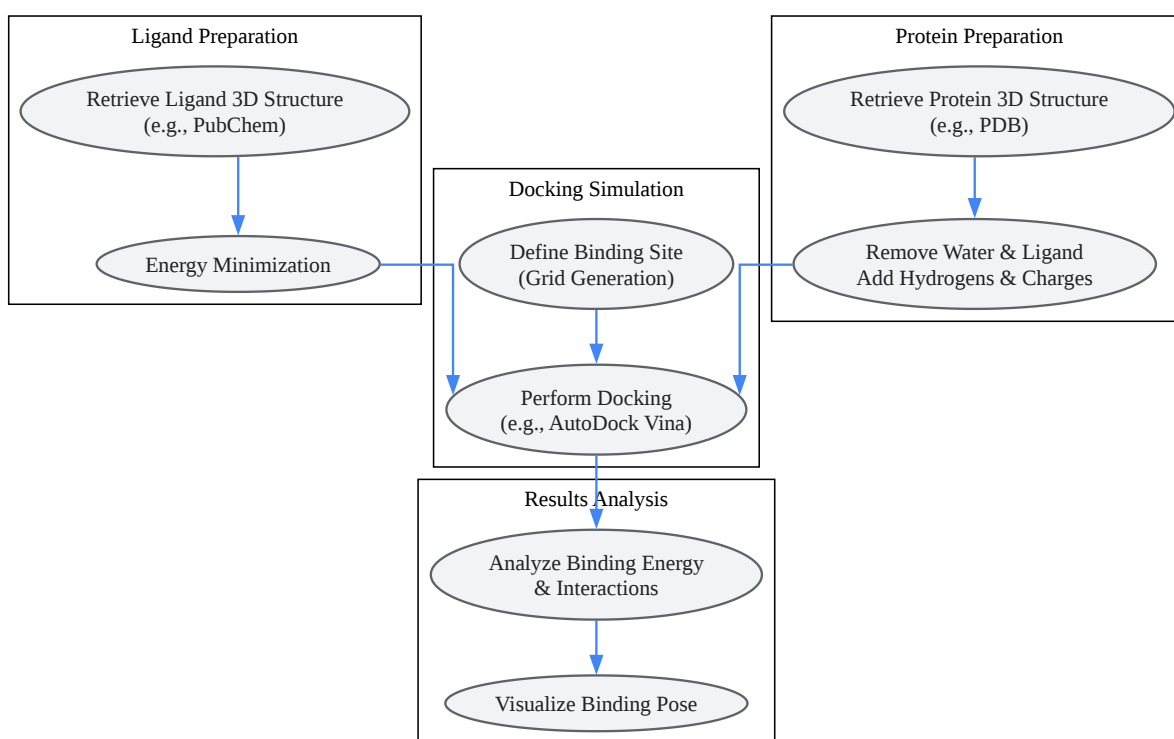 Ligand Preparation
Retrieve Ligand 3D Structure
(e.g., PubChem)
Energy Minimization
Protein Preparation
Retrieve Protein 3D Structure
(e.g., PDB)
Remove Water & Ligand
Add Hydrogens & Charges
Docking Simulation
Define Binding Site
(Grid Generation)
Perform Docking
(e.g., AutoDock Vina)
Results Analysis
Analyze Binding Energy
& Interactions
Visualize Binding Pose